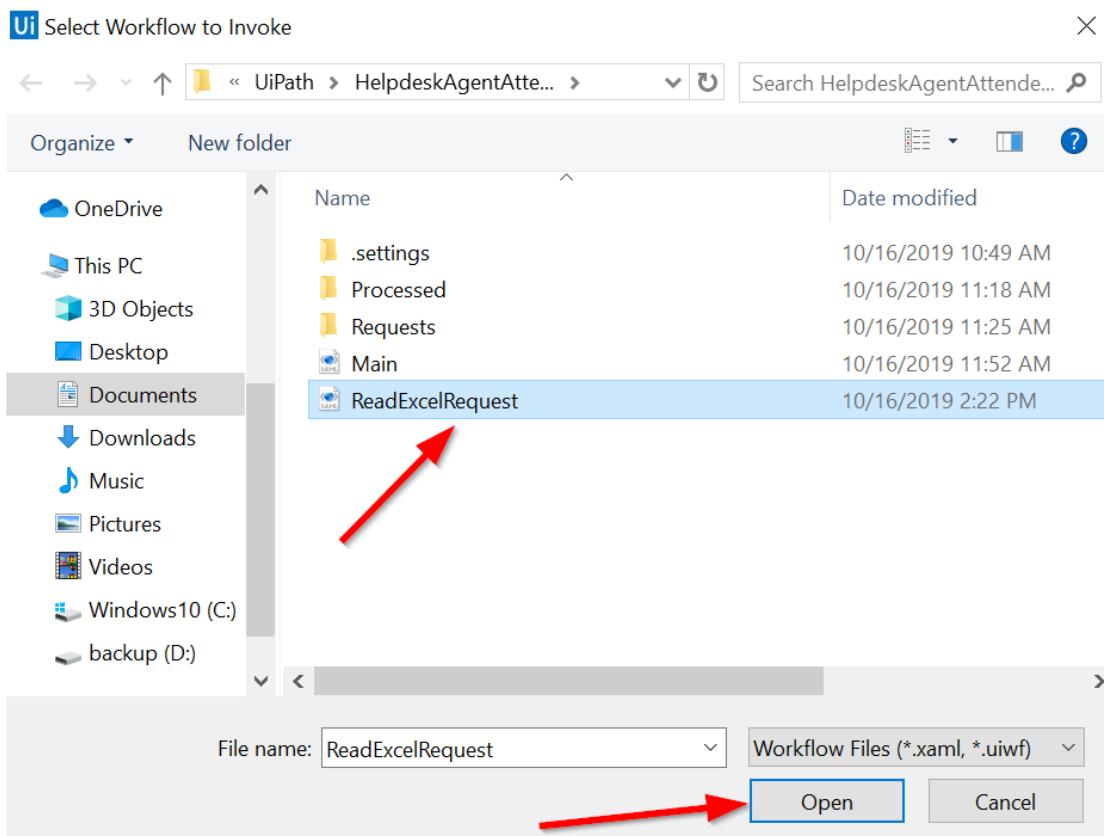 Ui Select Workflow to Invoke
« UiPath > HelpdeskAgentAtte... > Search HelpdeskAgentAttende...
Organize New folder ?
Name Date modified
OneDrive
This PC
3D Objects
Desktop
Documents
Downloads
Music
Pictures
Videos
Windows10 (C:)
backup (D:)
.settings 10/16/2019 10:49 AM
Processed 10/16/2019 11:18 AM
Requests 10/16/2019 11:25 AM
Main 10/16/2019 11:52 AM
ReadExcelRequest 10/16/2019 2:22 PM
File name: ReadExcelRequest Workflow Files (*.xaml, *.uiwf)
Open Cancel